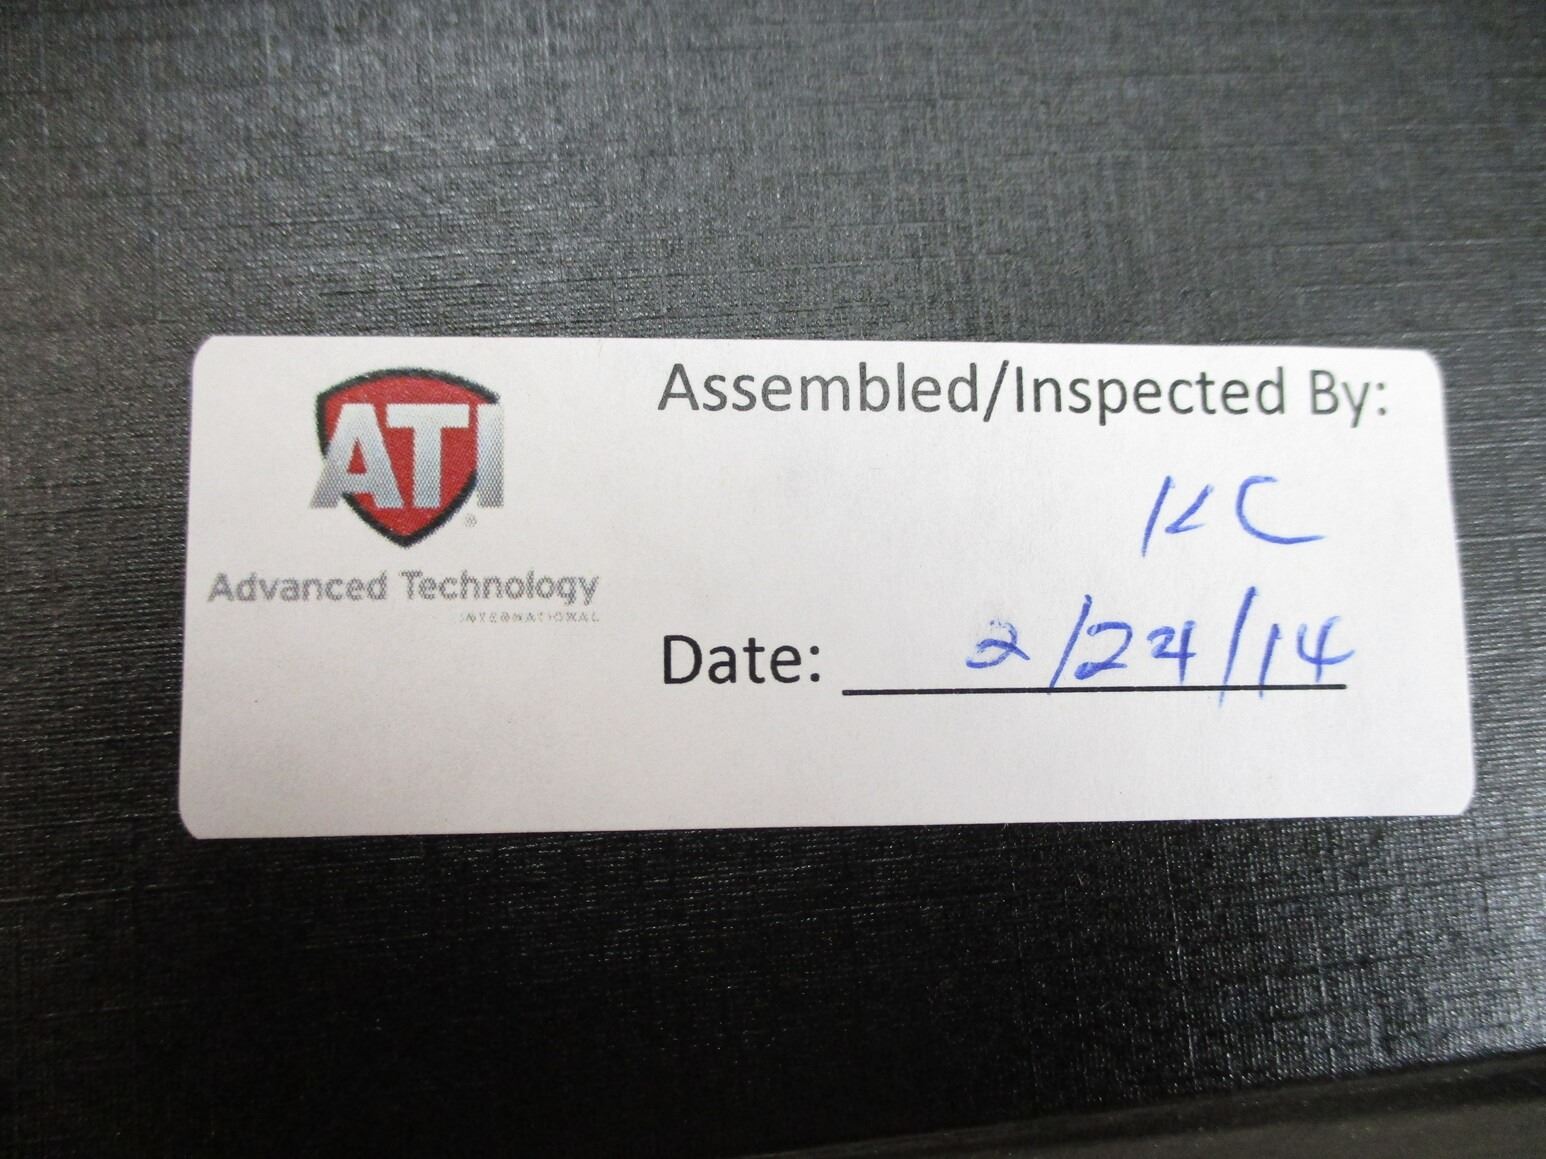 ATI®
Advanced Technology
INTERNATIONAL
Assembled/Inspected By:
KC
Date: 2/24/14